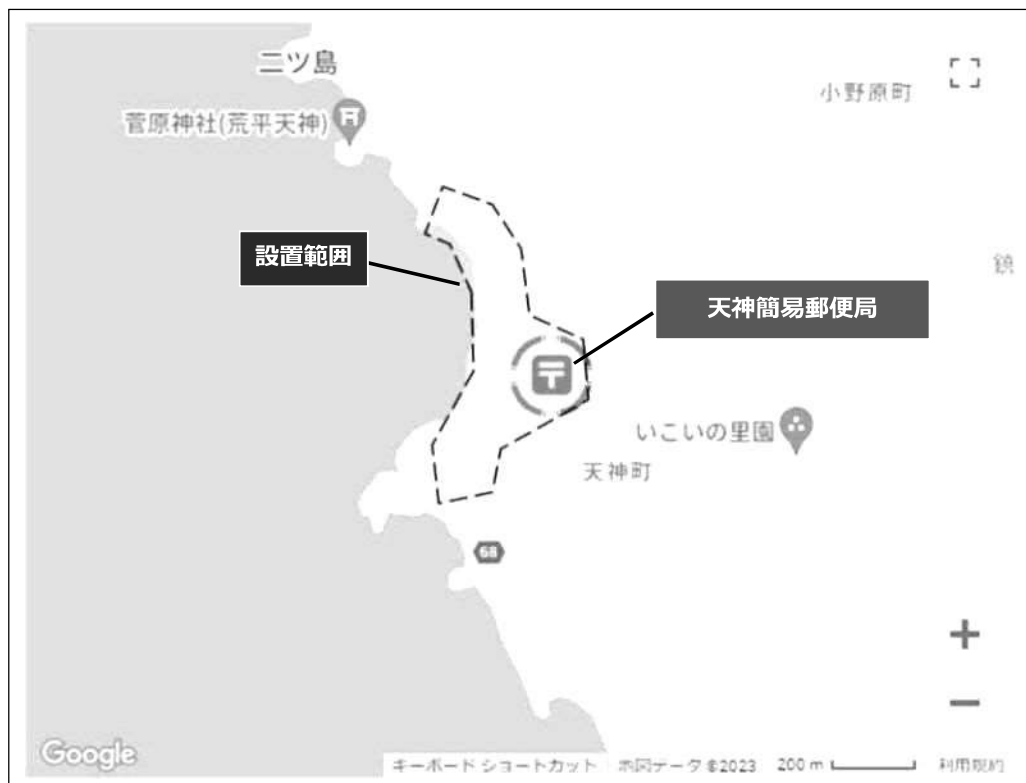 二ツ島
小野原町
菅原神社(荒平天神)
設置範囲
鎮
天神簡易郵便局
いこいの里園
天神町
68
Google
キーボード ショートカット
地図データ ©2023
200 m
利用規約